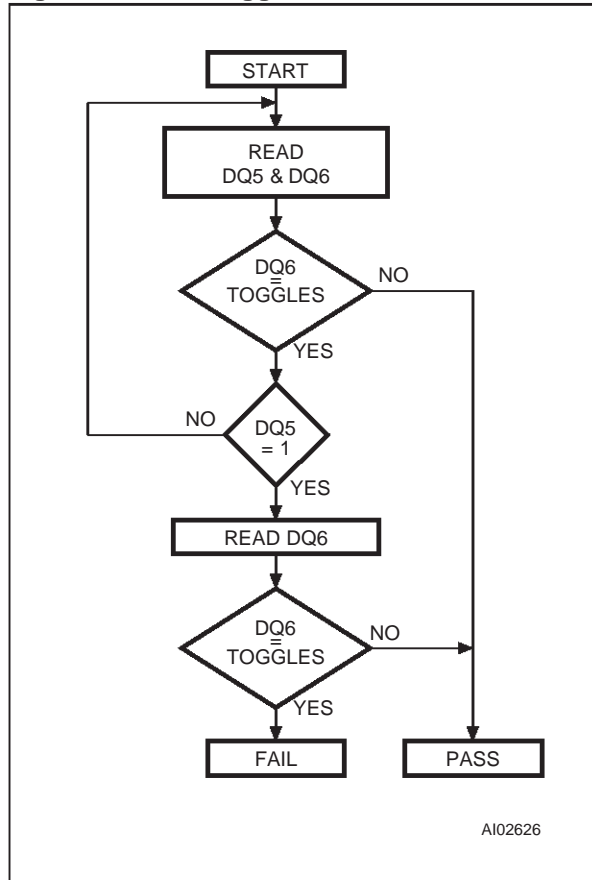 START
READ
DQ5 & DQ6
DQ6
=
TOGGLES
NO
YES
NO
DQ5
= 1
YES
READ DQ6
DQ6
=
TOGGLES
NO
YES
FAIL
PASS
AI02626